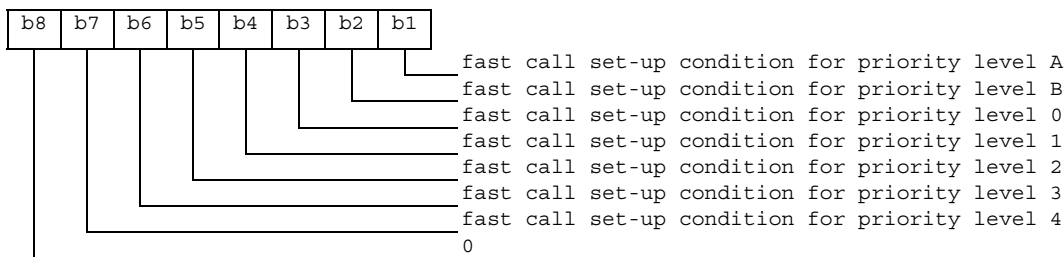 b8 b7 b6 b5 b4 b3 b2 b1
fast call set-up condition for priority level A
fast call set-up condition for priority level B
fast call set-up condition for priority level 0
fast call set-up condition for priority level 1
fast call set-up condition for priority level 2
fast call set-up condition for priority level 3
fast call set-up condition for priority level 4
0